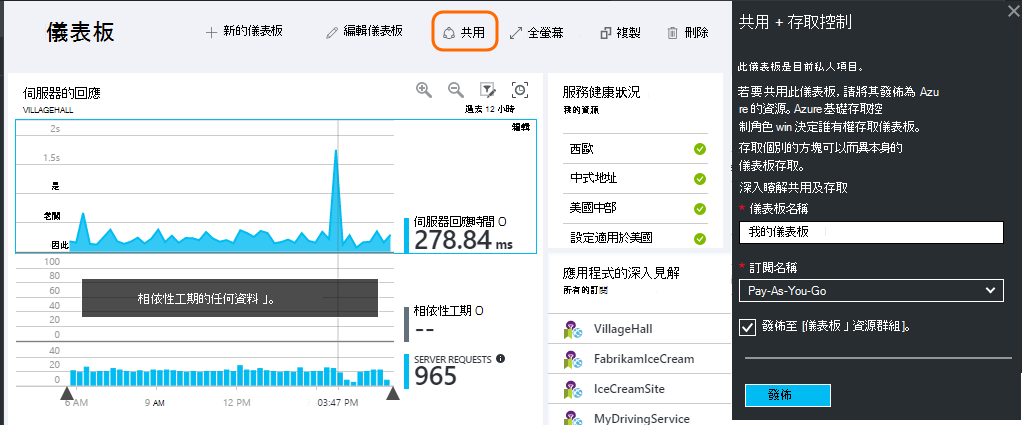 儀表板
新的儀表板
編輯儀表板
共用
全螢幕
複製
刪除
伺服器的回應
VILLAGEHALL
過去 12 小時
編輯
2s
1.5s
是
老闆
因此
伺服器回應時間 O
278.84 ms
100
80
60
40
20
0
相依性工期的任何資料」。
相依性工期 O
--
40
20
0
SERVER REQUESTS
965
6 AM
9 AM
12 PM
03:47 PM
服務健康狀況
我的資源
西歐
中式地址
美國中部
設定適用於美國
應用程式的深入見解
所有的訂閱
VillageHall
FabrikamIceCream
IceCreamSite
MyDrivingService
共用 + 存取控制
此儀表板是目前私人項目。
若要共用此儀表板, 請將其發佈為 Azu
re 的資源。Azure 基礎存取控
制角色 win 決定誰有權存取儀表板。
存取個別的方塊可以而異本身的
儀表板存取。
深入瞭解共用及存取
* 儀表板名稱
我的儀表板
* 訂閱名稱
Pay-As-You-Go
發佈至 [儀表板」資源群組]。
發佈